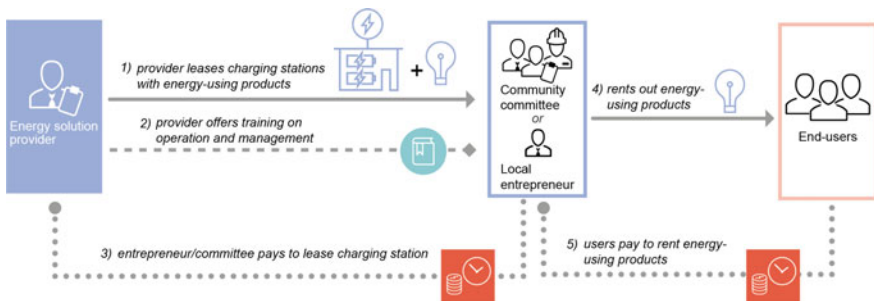 Energy solution
provider
1) provider leases charging stations
with energy-using products
+
2) provider offers training on
operation and management
Community
committee
or
Local
entrepreneur
4) rents out energy-
using products
End-users
3) entrepreneur/committee pays to lease charging station
5) users pay to rent energy-
using products